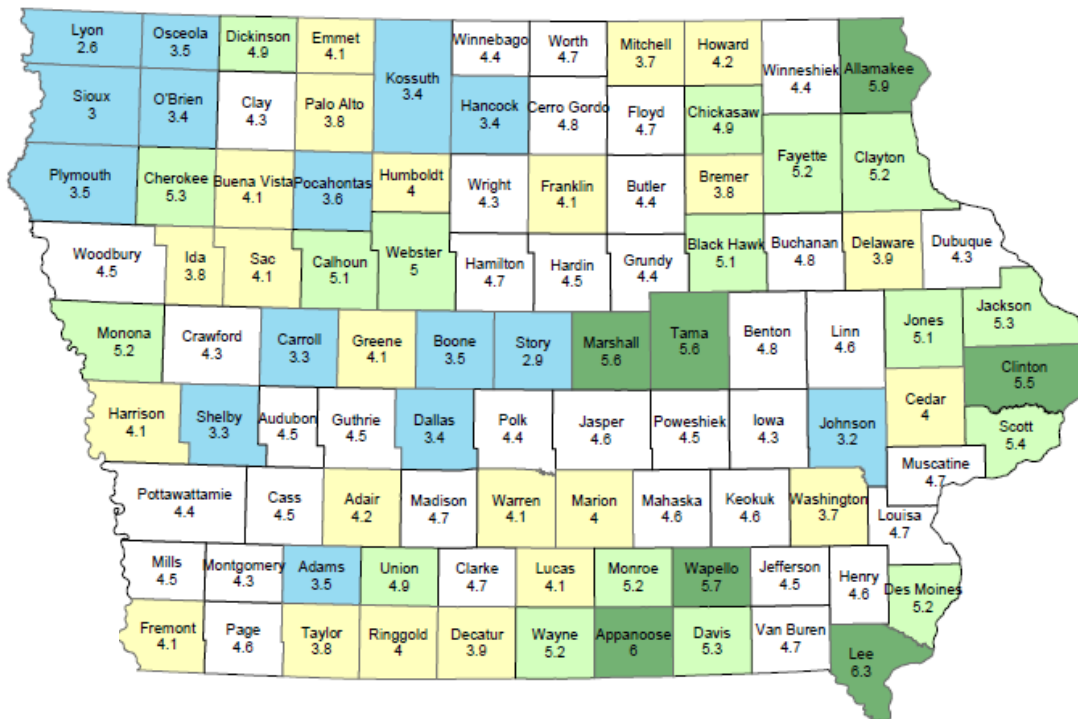 Lyon
2.6
Osceola
3.5
Dickinson
4.9
Emmet
4.1
Kossuth
3.4
Winnebago
4.4
Worth
4.7
Mitchell
3.7
Howard
4.2
Winneshiek
4.4
Allamakee
5.9
Sioux
3
O'Brien
3.4
Clay
4.3
Palo Alto
3.8
Hancock
3.4
Cerro Gordo
4.8
Floyd
4.7
Chickasaw
4.9
Plymouth
3.5
Cherokee
5.3
Buena Vista
4.1
Pocahontas
3.6
Humboldt
4
Wright
4.3
Franklin
4.1
Butler
4.4
Bremer
3.8
Fayette
5.2
Clayton
5.2
Woodbury
4.5
Ida
3.8
Sac
4.1
Calhoun
5.1
Webster
5
Hamilton
4.7
Hardin
4.5
Grundy
4.4
Black Hawk
5.1
Buchanan
4.8
Delaware
3.9
Dubuque
4.3
Monona
5.2
Crawford
4.3
Carroll
3.3
Greene
4.1
Boone
3.5
Story
2.9
Marshall
5.6
Tama
5.6
Benton
4.8
Linn
4.6
Jones
5.1
Jackson
5.3
Clinton
5.5
Harrison
4.1
Shelby
3.3
Audubon
4.5
Guthrie
4.5
Dallas
3.4
Polk
4.4
Jasper
4.6
Poweshiek
4.5
Iowa
4.3
Johnson
3.2
Cedar
4
Scott
5.4
Muscatine
4.7
Pottawattamie
4.4
Cass
4.5
Adair
4.2
Madison
4.7
Warren
4.1
Marion
4
Mahaska
4.6
Keokuk
4.6
Washington
3.7
Louisa
4.7
Mills
4.5
Montgomery
4.3
Adams
3.5
Union
4.9
Clarke
4.7
Lucas
4.1
Monroe
5.2
Wapello
5.7
Jefferson
4.5
Henry
4.6
Des Moines
5.2
Fremont
4.1
Page
4.6
Taylor
3.8
Ringgold
4
Decatur
3.9
Wayne
5.2
Appanoose
6
Davis
5.3
Van Buren
4.7
Lee
6.3